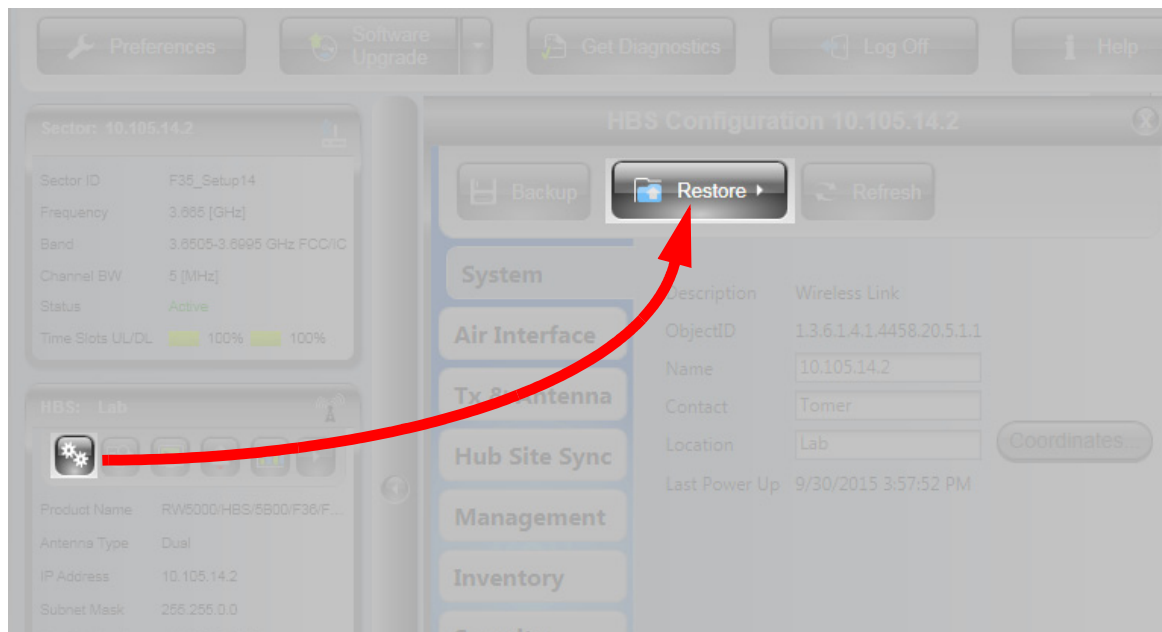 Preferences
Software
Upgrade
Get Diagnostics
Log Off
Help
Sector: 10.105.14.2
Sector ID F35_Setup14
Frequency 3.665 [GHz]
Band 3.6505-3.6995 GHz FCC/IC
Channel BW 5 [MHz]
Status Active
Time Slots UL/DL 100% 100%
HBS: Lab
Product Name RW5000/HBS/5B00/F36/F...
Antenna Type Dual
IP Address 10.105.14.2
Subnet Mask 255.255.0.0
HBS Configuration 10.105.14.2
Backup
Restore
Refresh
System
Air Interface
Tx & Antenna
Hub Site Sync
Management
Inventory
Description Wireless Link
ObjectID 1.3.6.1.4.1.4458.20.5.1.1
Name 10.105.14.2
Contact Tomer
Location Lab
Coordinates...
Last Power Up 9/30/2015 3:57:52 PM